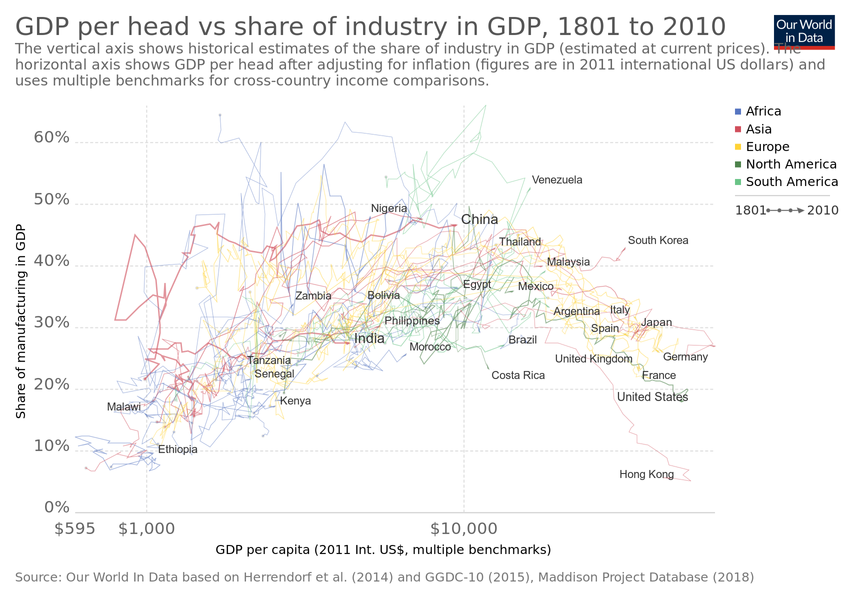 GDP per head vs share of industry in GDP, 1801 to 2010
Our World
in Data
The vertical axis shows historical estimates of the share of industry in GDP (estimated at current prices). The
horizontal axis shows GDP per head after adjusting for inflation (figures are in 2011 international US dollars) and
uses multiple benchmarks for cross-country income comparisons.
Africa
Asia
Europe
North America
South America
1801 2010
60%
50%
40%
30%
20%
10%
0%
Share of manufacturing in GDP
Venezuela
Nigeria
China
Thailand
South Korea
Malaysia
Egypt
Mexico
Zambia
Bolivia
Argentina
Italy
Philippines
Spain
Japan
India
Brazil
Morocco
Tanzania
United Kingdom
Germany
Senegal
Costa Rica
France
Kenya
United States
Malawi
Ethiopia
Hong Kong
$595
$1,000
$10,000
GDP per capita (2011 Int. US$, multiple benchmarks)
Source: Our World In Data based on Herrendorf et al. (2014) and GGDC-10 (2015), Maddison Project Database (2018)